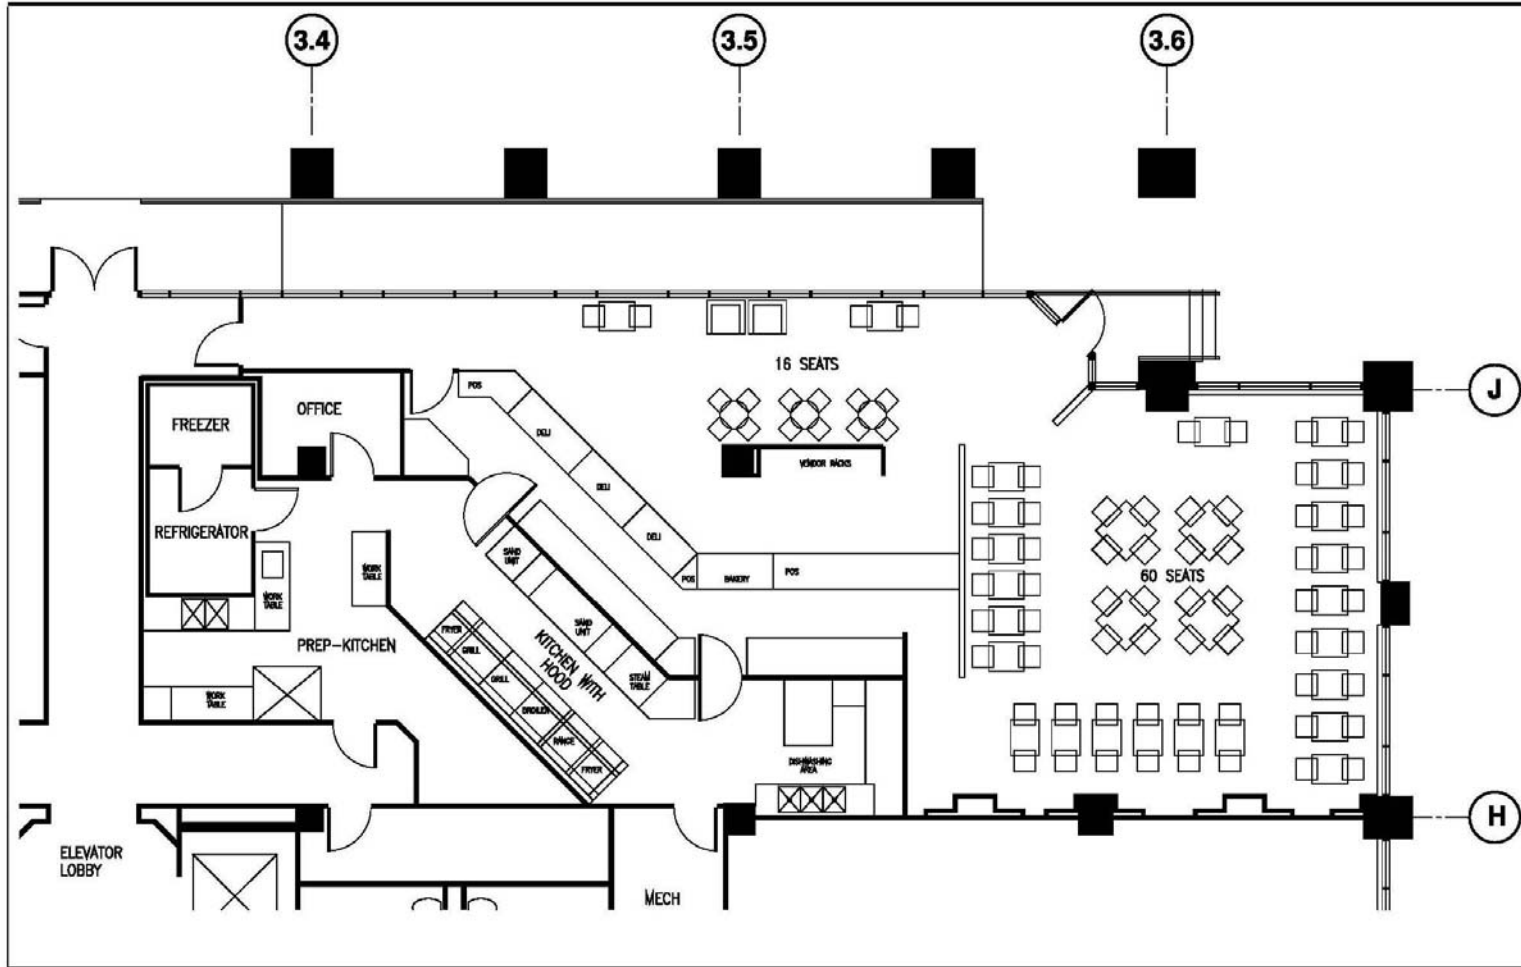 3.4
3.5
3.6
16 SEATS
J
POS
OFFICE
FREEZER
DELI
VENDOR RACKS
DELI
REFRIGERATOR
DELI
SAND
UNIT
WORK
TABLE
POS
BAKERY
POS
60 SEATS
WORK
TABLE
FRYER
SAND
UNIT
PREP-KITCHEN
GRILL
KITCHEN WITH
HOOD
GRILL
STEAM
TABLE
WORK
TABLE
BROILER
RANGE
FRYER
DISHWASHING
AREA
H
ELEVATOR
LOBBY
MECH